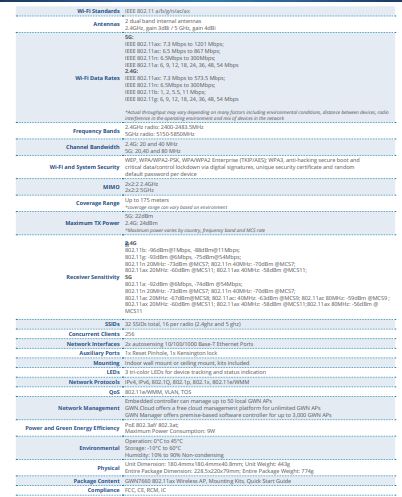 Wi-Fi Standards IEEE 802.11 a/b/g/n/ac/ax
Antennas 2 dual band internal antennas
2.4GHz, gain 3dBi / 5 GHz, gain 4dBi
5G:
IEEE 802.11ax: 7.3 Mbps to 1201 Mbps;
IEEE 802.11ac: 6.5 Mbps to 867 Mbps;
IEEE 802.11n: 6.5Mbps to 300Mbps;
IEEE 802.11a: 6, 9, 12, 18, 24, 36, 48, 54 Mbps
2.4G:
Wi-Fi Data Rates IEEE 802.11ax: 7.3 Mbps to 573.5 Mbps;
IEEE 802.11n: 6.5Mbps to 300Mbps;
IEEE 802.11b: 1, 2, 5.5, 11 Mbps;
IEEE 802.11g: 6, 9, 12, 18, 24, 36, 48, 54 Mbps
*Actual throughput may vary depending on many factors including environmental conditions, distance between devices, radio
interference in the operating environment and mix of devices in the network
Frequency Bands 2.4GHz radio: 2400-2483.5MHz
5GHz radio: 5150-5850MHz
Channel Bandwidth 2.4G: 20 and 40 MHz
5G: 20,40 and 80 MHz
Wi-Fi and System Security WEP, WPA/WPA2-PSK, WPA/WPA2 Enterprise (TKIP/AES); WPA3, anti-hacking secure boot and
critical data/control lockdown via digital signatures, unique security certificate and random
default password per device
MIMO 2x2:2 2.4GHz
2x2:2 5GHz
Coverage Range Up to 175 meters
*coverage range can vary based on environment
Maximum TX Power 5G: 22dBm
2.4G: 24dBm
*Maximum power varies by country, frequency band and MCS rate
2.4G
802.11b: -96dBm@1Mbps, -88dBm@11Mbps;
802.11g: -93dBm @6Mbps, -75dBm@54Mbps;
802.11n 20MHz: -73dBm @MCS7; 802.11n 40MHz: -70dBm @MCS7;
802.11ax 20MHz: -60dBm @MCS11; 802.11ax 40MHz: -58dBm @MCS11;
Receiver Sensitivity 5G
802.11a: -92dBm @6Mbps, -74dBm @54Mbps;
802.11n 20MHz: -73dBm @MCS7; 802.11n 40MHz: -70dBm @MCS7;
802.11ac 20MHz: -67dBm@MCS8; 802.11ac 40MHz: -63dBm @MCS9; 802.11ac 80MHz: -59dBm @MCS9;
802.11ax 20MHz: -60dBm @MCS11; 802.11ax 40MHz: -58dBm @MCS11; 802.11ax 80MHz: -56dBm @
MCS11
SSIDs 32 SSIDs total, 16 per radio (2.4ghz and 5 ghz)
Concurrent Clients 256
Network Interfaces 2x autosensing 10/100/1000 Base-T Ethernet Ports
Auxiliary Ports 1x Reset Pinhole, 1x Kensington lock
Mounting Indoor wall mount or ceiling mount, kits included
LEDs 3 tri-color LEDs for device tracking and status indication
Network Protocols IPv4, IPv6, 802.1Q, 802.1p, 802.1x, 802.11e/WMM
QoS 802.11e/WMM, VLAN, TOS
Network Management Embedded controller can manage up to 50 local GWN APs
GWN.Cloud offers a free cloud management platform for unlimited GWN APs
GWN Manager offers premise-based software controller for up to 3,000 GWN APs
Power and Green Energy Efficiency PoE 802.3af/ 802.3at;
Maximum Power Consumption: 9W
Environmental Operation: 0°C to 45°C
Storage: -10°C to 60°C
Humidity: 10% to 90% Non-condensing
Physical Unit Dimension: 180.4mmx180.4mmx40.8mm; Unit Weight: 443g
Entire Package Dimension: 228.5x220x79mm; Entire Package Weight: 774g
Package Content GWN7660 802.11ax Wireless AP, Mounting Kits, Quick Start Guide
Compliance FCC, CE, RCM, IC